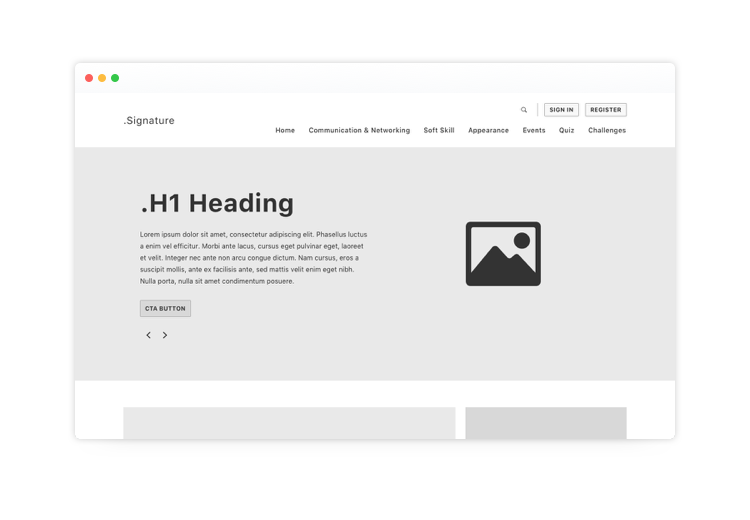 SIGN IN
REGISTER
.Signature
Home Communication & Networking Soft Skill Appearance Events Quiz Challenges
.H1 Heading
Lorem ipsum dolor sit amet, consectetur adipiscing elit. Phasellus luctus
a enim vel efficitur. Morbi ante lacus, cursus eget pulvinar eget, laoreet
et velit. Integer nec ante non arcu congue dictum. Nam cursus, eros a
suscipit mollis, ante ex facilisis ante, sed mattis velit enim eget nibh.
Nulla porta, nulla sit amet condimentum posuere.
CTA BUTTON